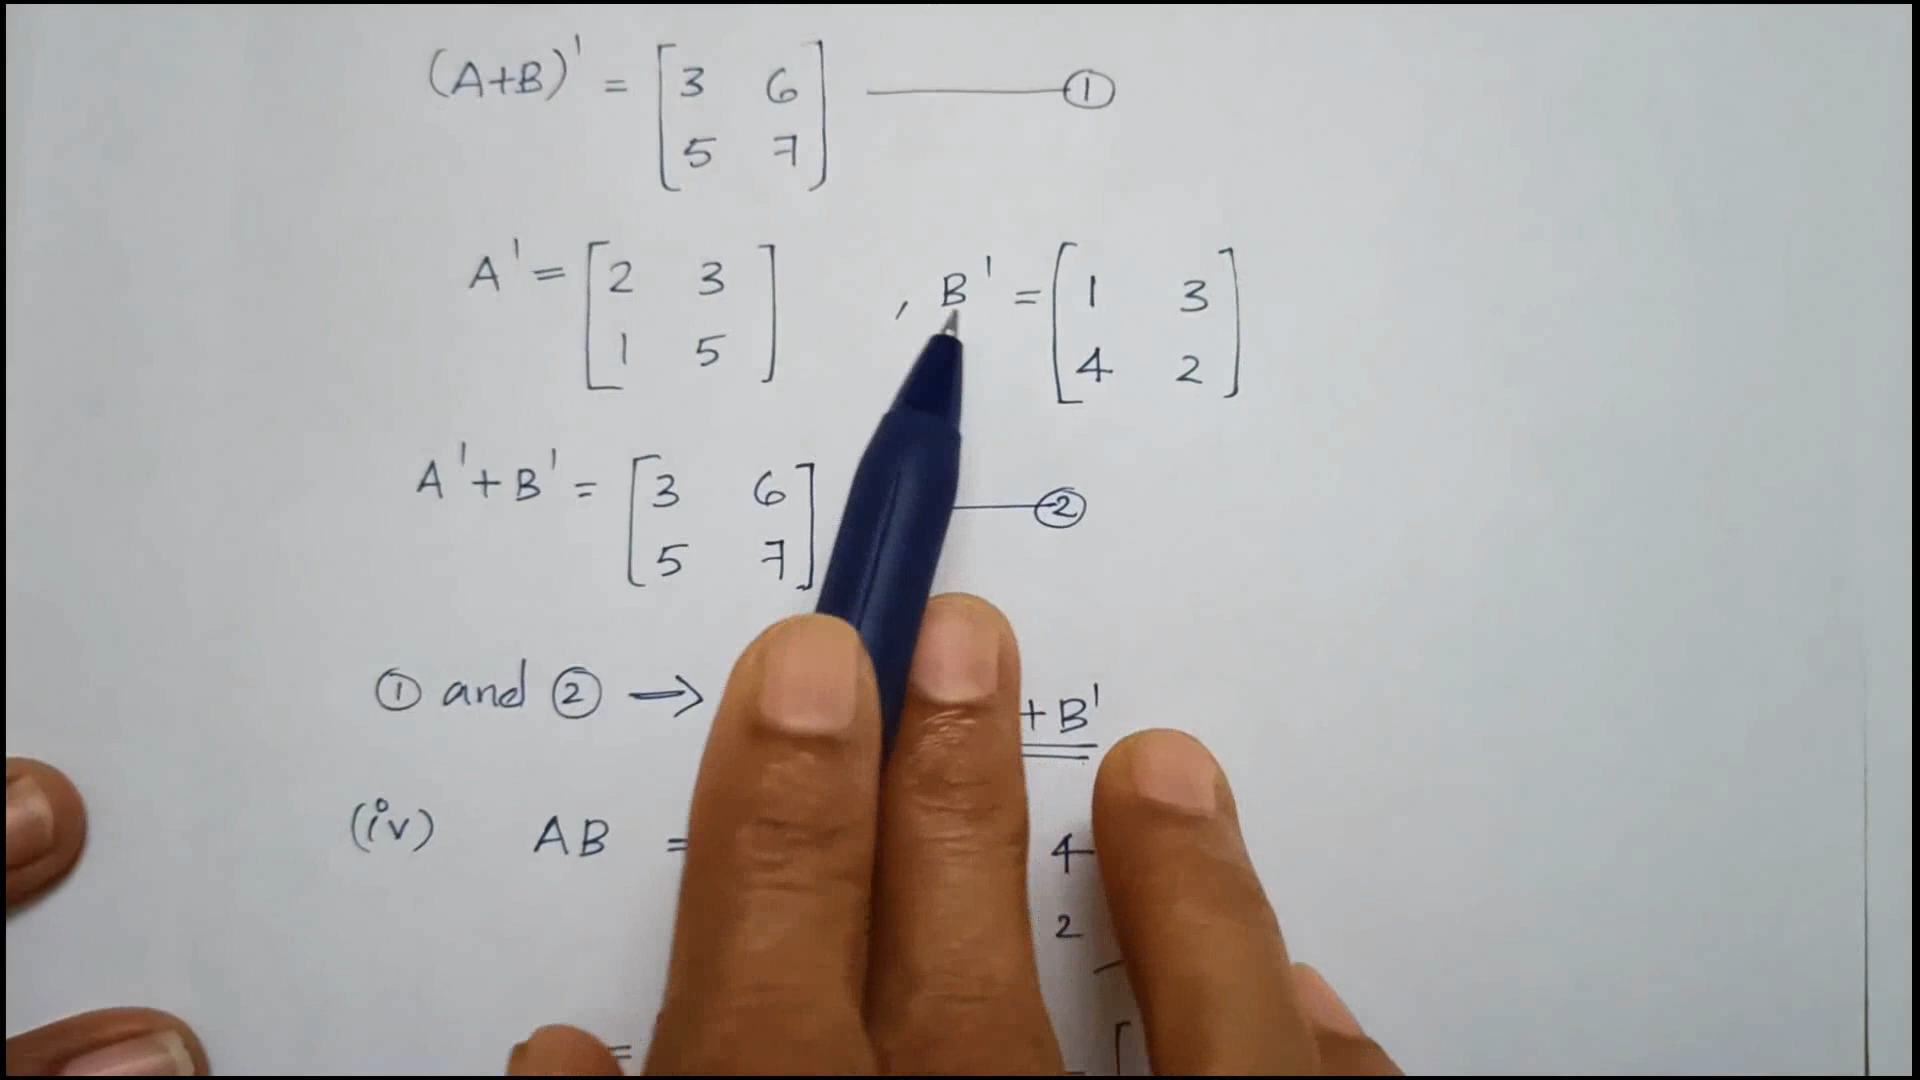 (A+B)' = [3 6 ——— ①
5 7]
A' = [2 3 , B' = [1 3
1 5] 4 2]
A' + B' = [3 6 — ②
5 7]
① and ② → + B'
(iv) AB = 4
2
=